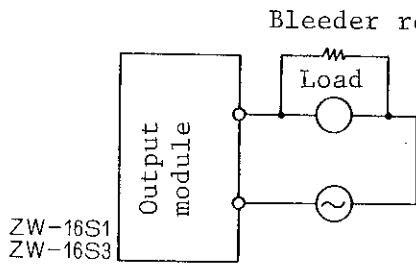 Bleeder re
Load
Output
module
ZW-16S1
ZW-16S3